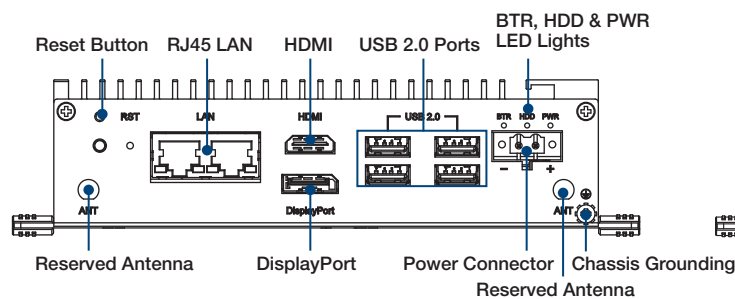 BTR, HDD & PWR
LED Lights
Reset Button RJ45 LAN HDMI USB 2.0 Ports
RST LAN HDMI USB 2.0 BTR HDD PWR
− +
ANT DisplayPort ANT
Reserved Antenna DisplayPort Power Connector Chassis Grounding
Reserved Antenna